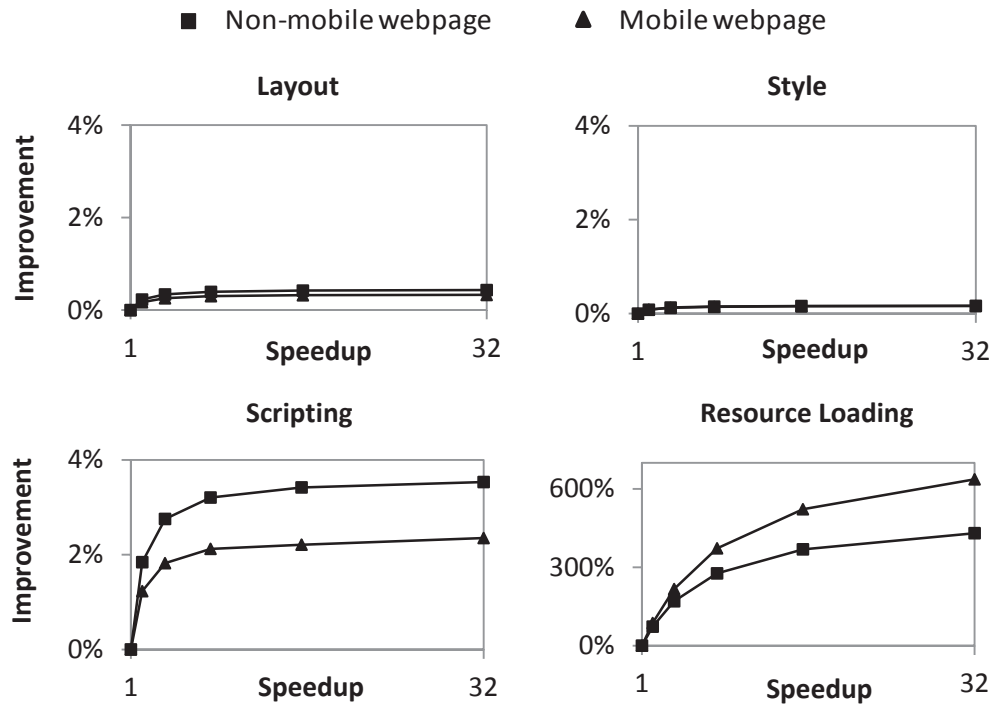 Non-mobile webpage Mobile webpage
Layout Style
Improvement
4%
2%
0%
1 Speedup 32
4%
2%
0%
1 Speedup 32
Scripting Resource Loading
Improvement
4%
2%
0%
1 Speedup 32
600%
300%
0%
1 Speedup 32